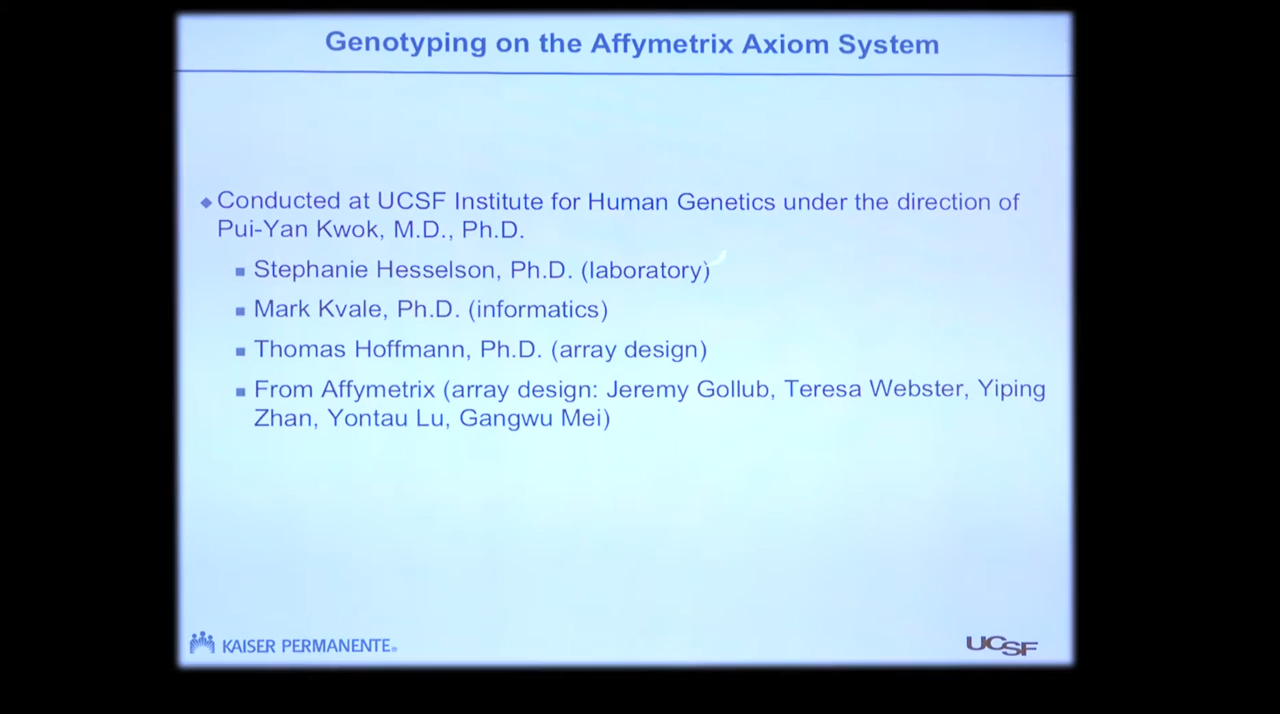 Genotyping on the Affymetrix Axiom System
Conducted at UCSF Institute for Human Genetics under the direction of
Pui-Yan Kwok, M.D., Ph.D.
Stephanie Hesselson, Ph.D. (laboratory)
Mark Kvale, Ph.D. (informatics)
Thomas Hoffmann, Ph.D. (array design)
From Affymetrix (array design: Jeremy Gollub, Teresa Webster, Yiping
Zhan, Yontau Lu, Gangwu Mei)
KAISER PERMANENTE®
UCSF